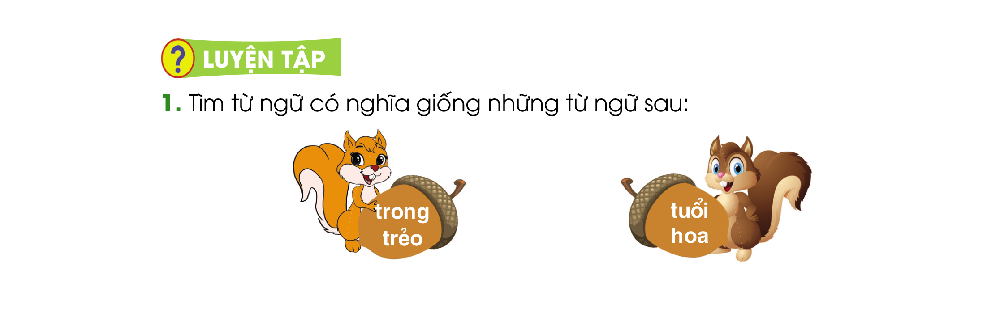 ?
LUYỆN TẬP
1. Tìm từ ngữ có nghĩa giống những từ ngữ sau:
trong
trẻo
tuổi
hoa